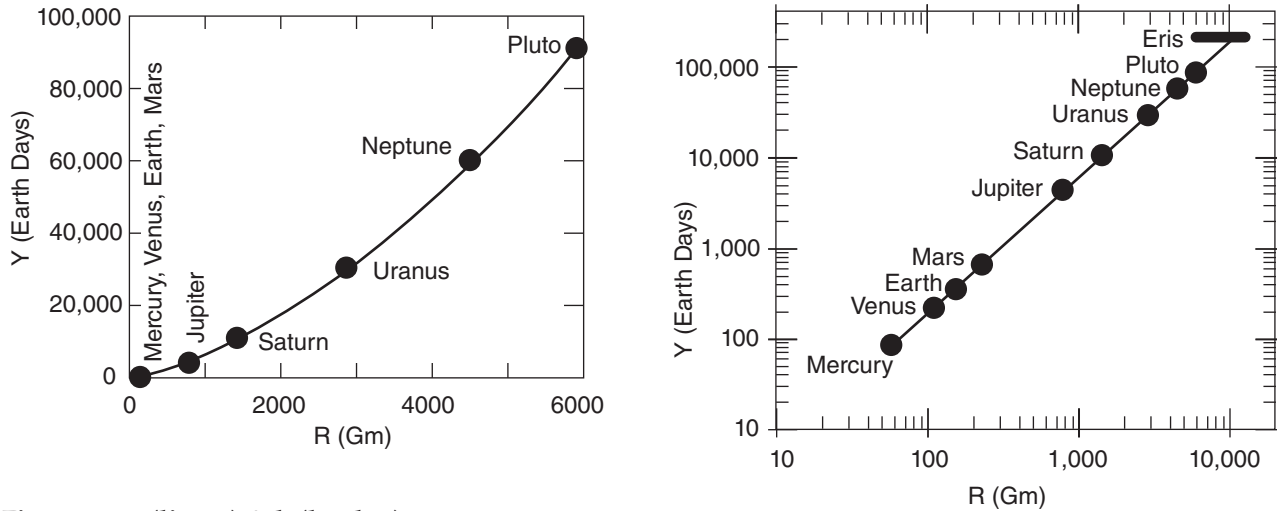 100,000
80,000
60,000
40,000
20,000
0
Y (Earth Days)
Mercury, Venus, Earth, Mars
Jupiter
Saturn
Uranus
Neptune
Pluto
0 2000 4000 6000
R (Gm)
100,000
10,000
1,000
100
10
Y (Earth Days)
Eris
Pluto
Neptune
Uranus
Saturn
Jupiter
Mars
Earth
Venus
Mercury
10 100 1,000 10,000
R (Gm)